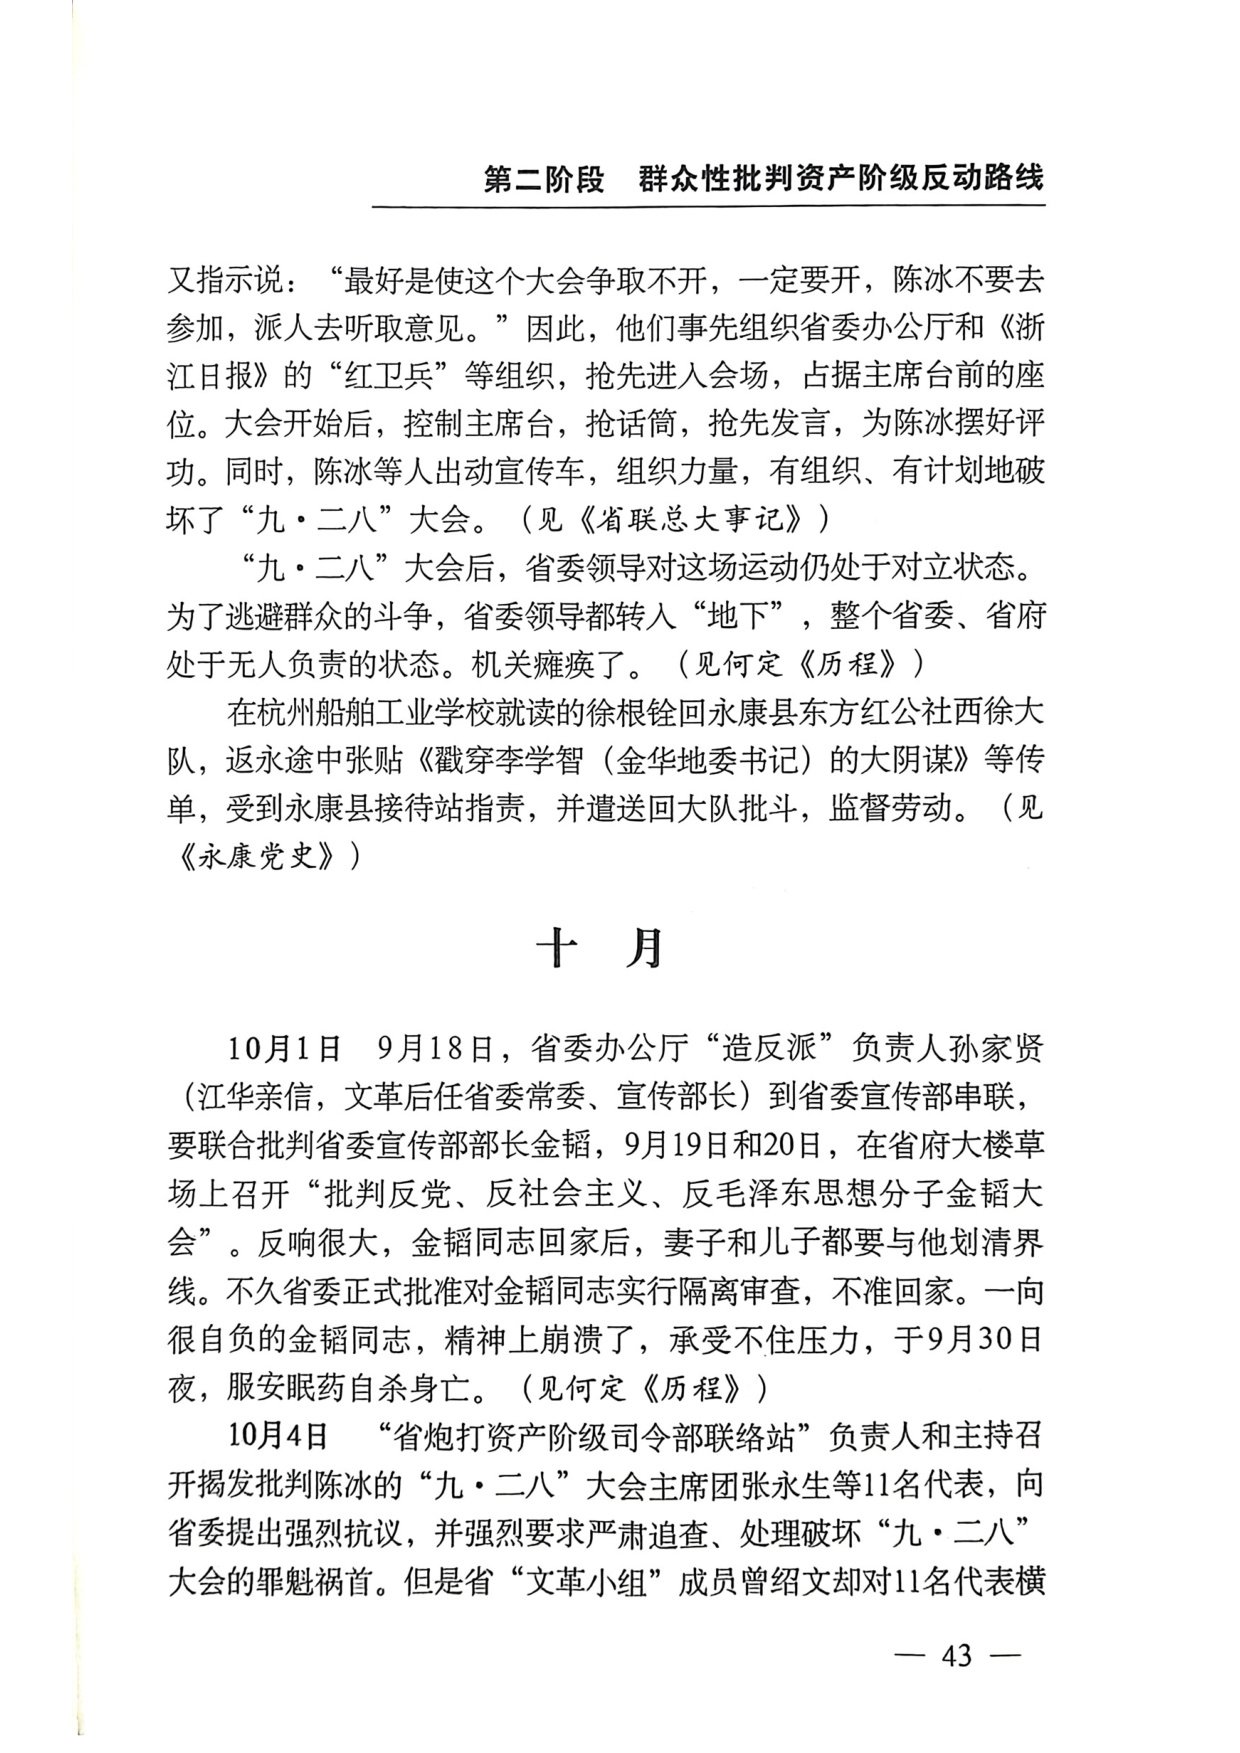 第二阶段　群众性批判资产阶级反动路线
又指示说：“最好是使这个大会争取不开，一定要开，陈冰不要去
参加，派人去听取意见。”因此，他们事先组织省委办公厅和《浙
江日报》的“红卫兵”等组织，抢先进入会场，占据主席台前的座
位。大会开始后，控制主席台，抢话筒，抢先发言，为陈冰摆好评
功。同时，陈冰等人出动宣传车，组织力量，有组织、有计划地破
坏了“九·二八”大会。（见《省联总大事记》）
“九·二八”大会后，省委领导对这场运动仍处于对立状态。
为了逃避群众的斗争，省委领导都转入“地下”，整个省委、省府
处于无人负责的状态。机关瘫痪了。（见何定《历程》）
在杭州船舶工业学校就读的徐根铨回永康县东方红公社西徐大
队，返永途中张贴《戳穿李学智（金华地委书记）的大阴谋》等传
单，受到永康县接待站指责，并遣送回大队批斗，监督劳动。（见
《永康党史》）
十　月
10月1日　9月18日，省委办公厅“造反派”负责人孙家贤
（江华亲信，文革后任省委常委、宣传部长）到省委宣传部串联，
要联合批判省委宣传部部长金韬，9月19日和20日，在省府大楼草
场上召开“批判反党、反社会主义、反毛泽东思想分子金韬大
会”。反响很大，金韬同志回家后，妻子和儿子都要与他划清界
线。不久省委正式批准对金韬同志实行隔离审查，不准回家。一向
很自负的金韬同志，精神上崩溃了，承受不住压力，于9月30日
夜，服安眠药自杀身亡。（见何定《历程》）
10月4日　“省炮打资产阶级司令部联络站”负责人和主持召
开揭发批判陈冰的“九·二八”大会主席团张永生等11名代表，向
省委提出强烈抗议，并强烈要求严肃追查、处理破坏“九·二八”
大会的罪魁祸首。但是省“文革小组”成员曾绍文却对11名代表横
— 43 —